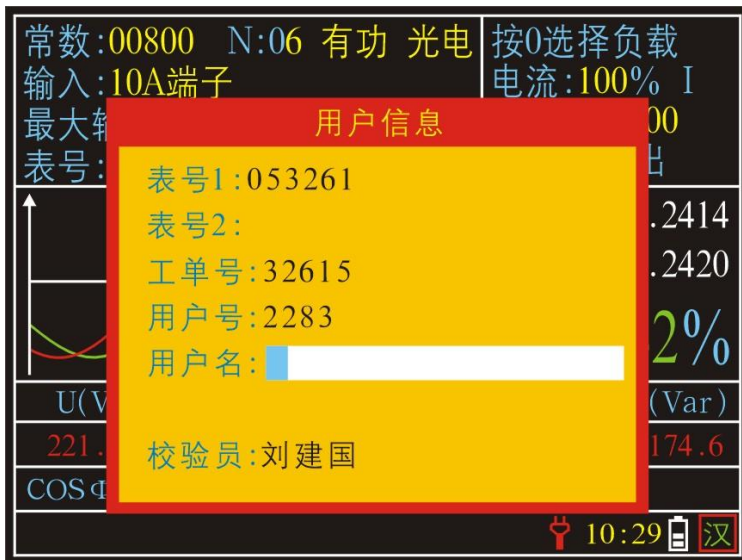 常数:00800 N:06 有功 光电
按0选择负载
输入:10A端子
电流:100% I
最大
00
表号:
出
用户信息
表号1:053261
表号2:
工单号:32615
用户号:2283
用户名:
校验员:刘建国
.2414
.2420
2%
U(V
(Var)
221.
174.6
COSΦ
10:29 汉